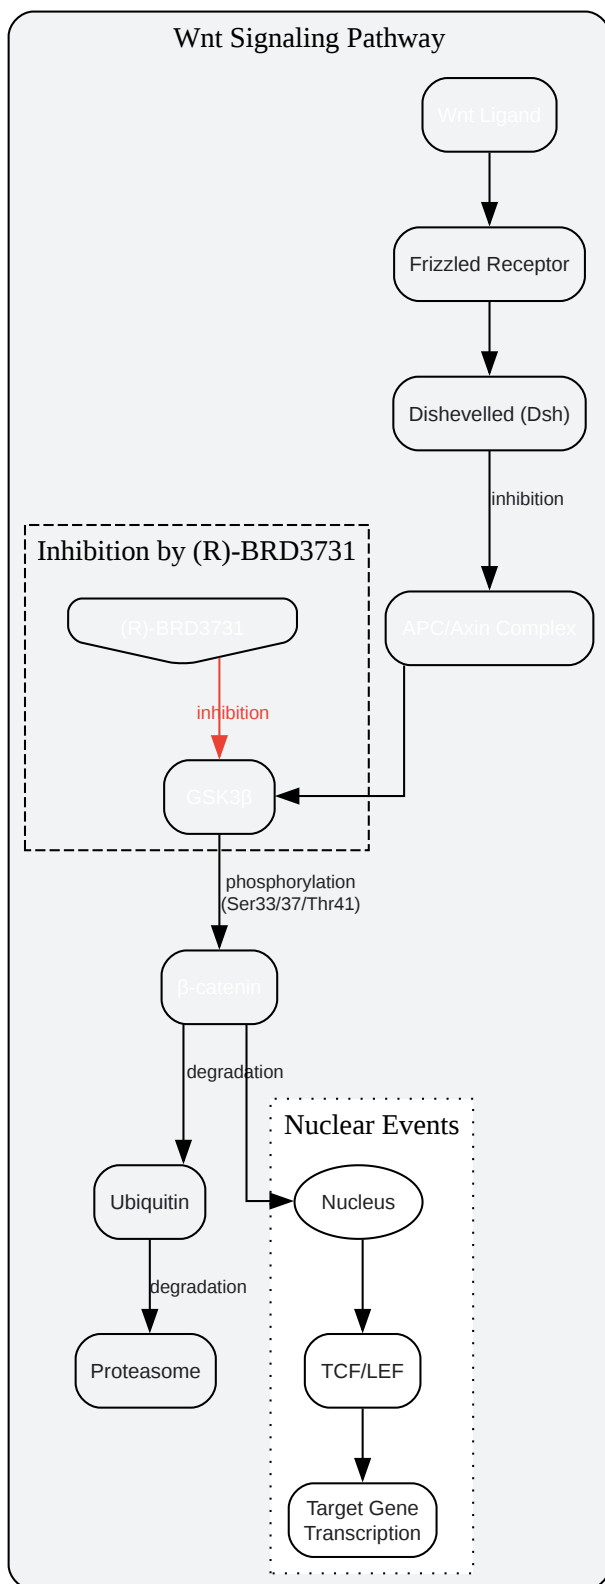 Wnt Signaling Pathway
Wnt Ligand
Frizzled Receptor
Dishevelled (Dsh)
inhibition
Inhibition by (R)-BRD3731
(R)-BRD3731
APC/Axin Complex
inhibition
GSK3β
phosphorylation
(Ser33/37/Thr41)
β-catenin
degradation
Nuclear Events
Ubiquitin
Nucleus
degradation
Proteasome
TCF/LEF
Target Gene
Transcription